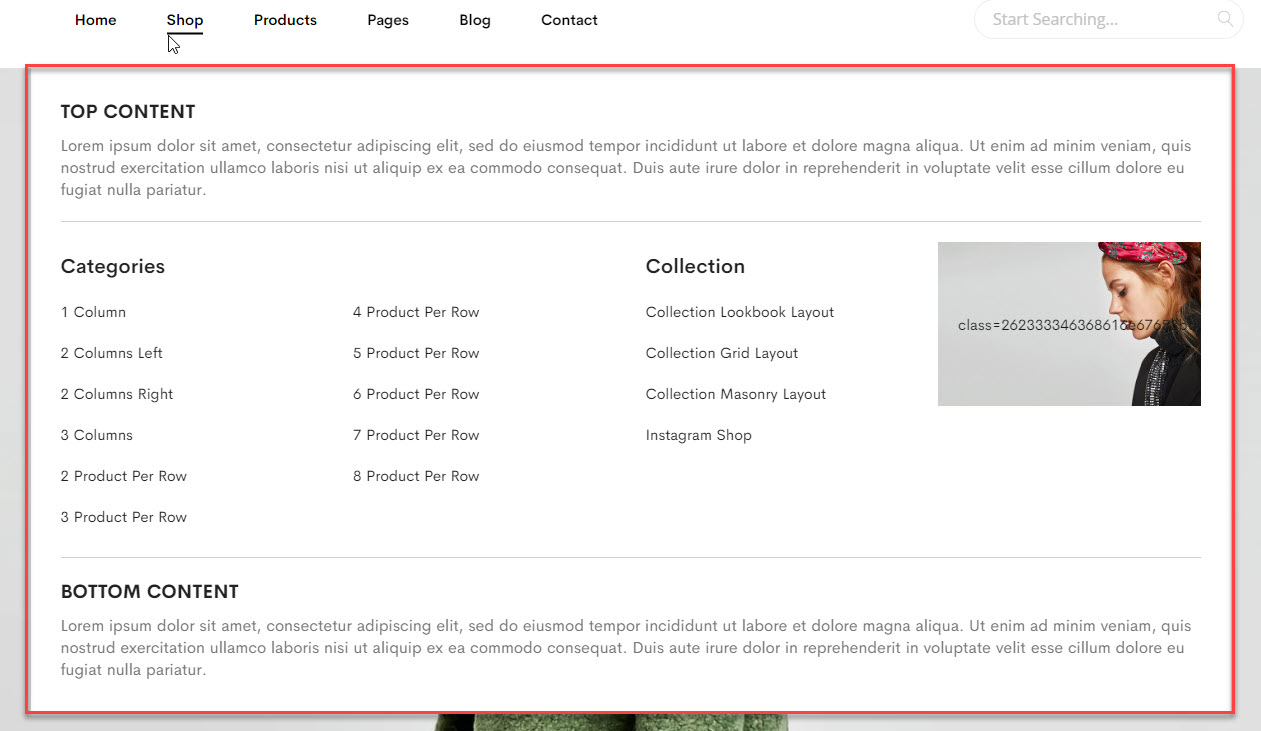 Home Shop Products Pages Blog Contact Start Searching...
TOP CONTENT
Lorem ipsum dolor sit amet, consectetur adipiscing elit, sed do eiusmod tempor incididunt ut labore et dolore magna aliqua. Ut enim ad minim veniam, quis
nostrud exercitation ullamco laboris nisi ut aliquip ex ea commodo consequat. Duis aute irure dolor in reprehenderit in voluptate velit esse cillum dolore eu
fugiat nulla pariatur.
Categories
1 Column
2 Columns Left
2 Columns Right
3 Columns
2 Product Per Row
3 Product Per Row
4 Product Per Row
5 Product Per Row
6 Product Per Row
7 Product Per Row
8 Product Per Row
Collection
Collection Lookbook Layout
Collection Grid Layout
Collection Masonry Layout
Instagram Shop
BOTTOM CONTENT
Lorem ipsum dolor sit amet, consectetur adipiscing elit, sed do eiusmod tempor incididunt ut labore et dolore magna aliqua. Ut enim ad minim veniam, quis
nostrud exercitation ullamco laboris nisi ut aliquip ex ea commodo consequat. Duis aute irure dolor in reprehenderit in voluptate velit esse cillum dolore eu
fugiat nulla pariatur.